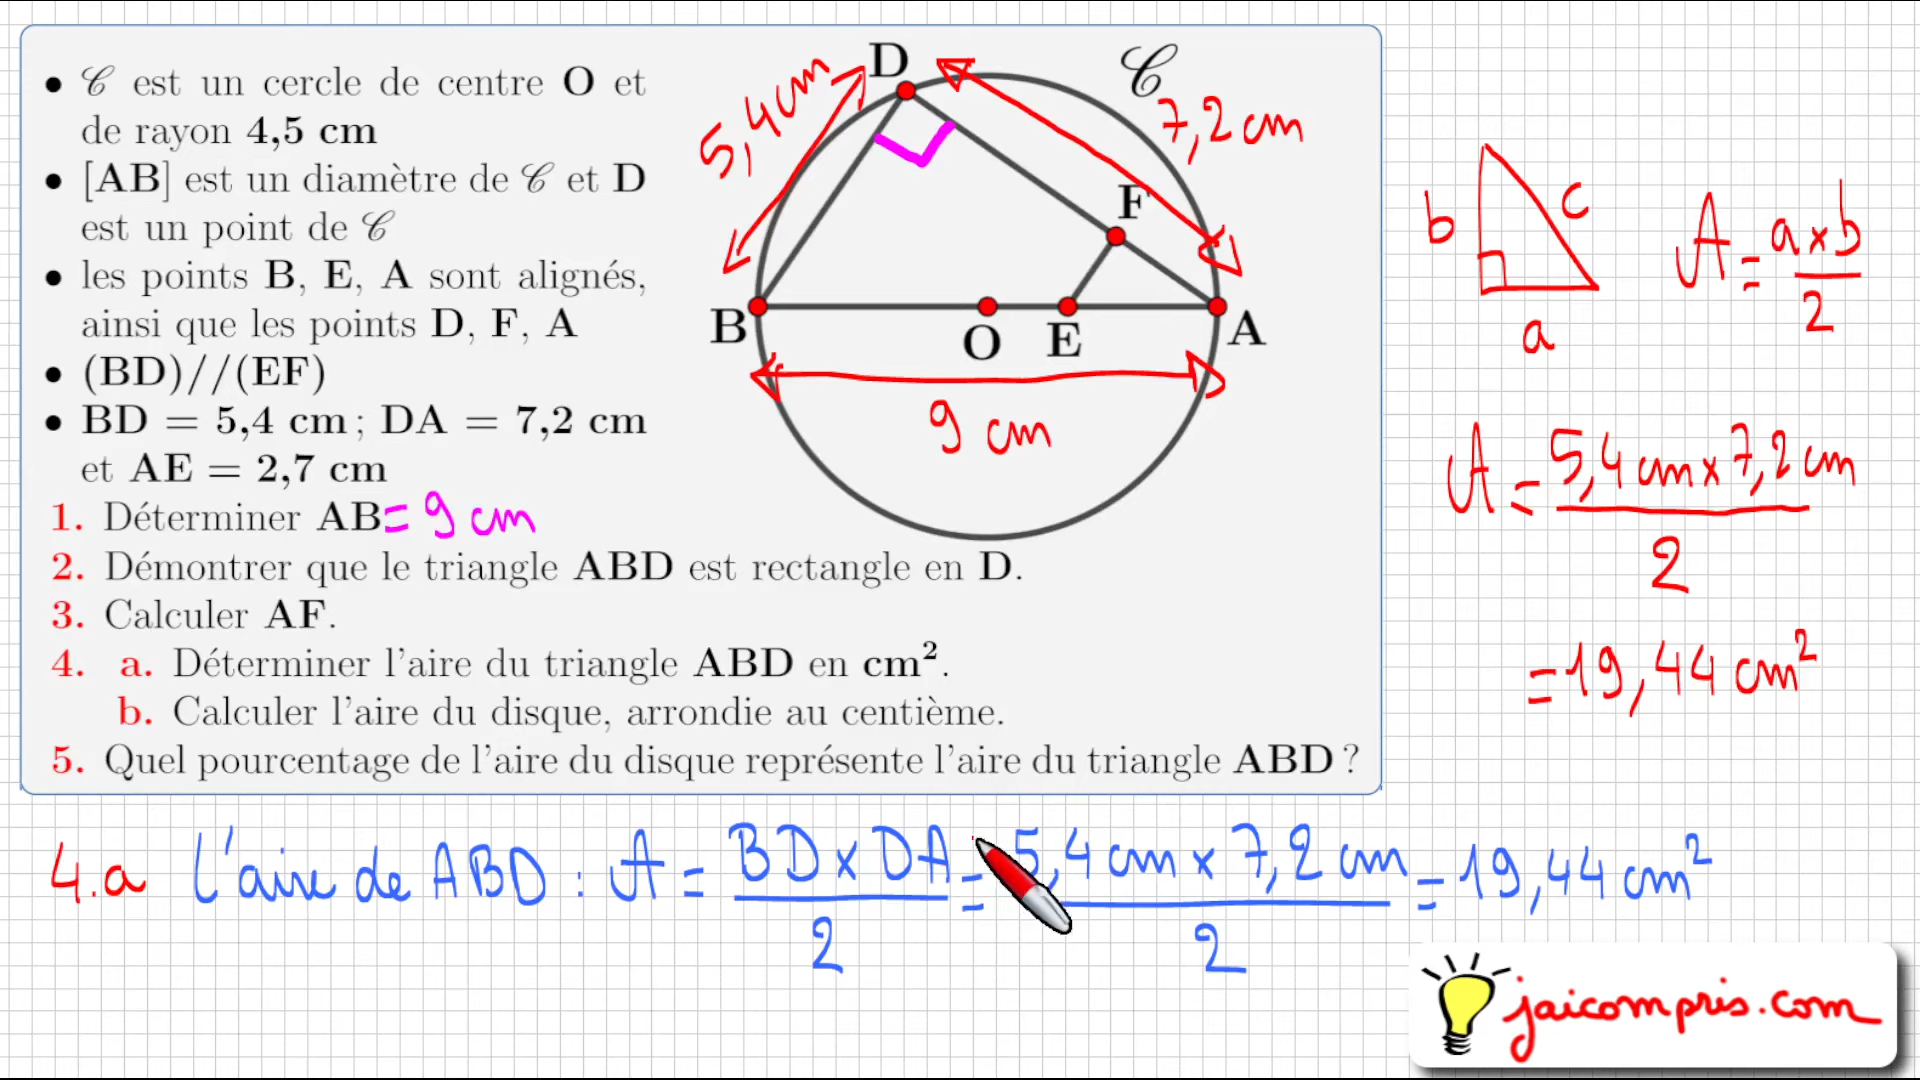 • 𝒞 est un cercle de centre O et
de rayon 4,5 cm
• [AB] est un diamètre de 𝒞 et D
est un point de 𝒞
• les points B, E, A sont alignés,
ainsi que les points D, F, A
• (BD)//(EF)
• BD = 5,4 cm ; DA = 7,2 cm
et AE = 2,7 cm
1. Déterminer AB = 9 cm
2. Démontrer que le triangle ABD est rectangle en D.
3. Calculer AF.
4. a. Déterminer l'aire du triangle ABD en cm².
b. Calculer l'aire du disque, arrondie au centième.
5. Quel pourcentage de l'aire du disque représente l'aire du triangle ABD ?
D
𝒞
5,4 cm
7,2 cm
F
B
O
E
A
9 cm
b
c
a
A = a × b / 2
A = 5,4 cm × 7,2 cm / 2
= 19,44 cm²
4.a L'aire de ABD : A = BD × DA / 2 = 5,4 cm × 7,2 cm / 2 = 19,44 cm²
jaicompris.com